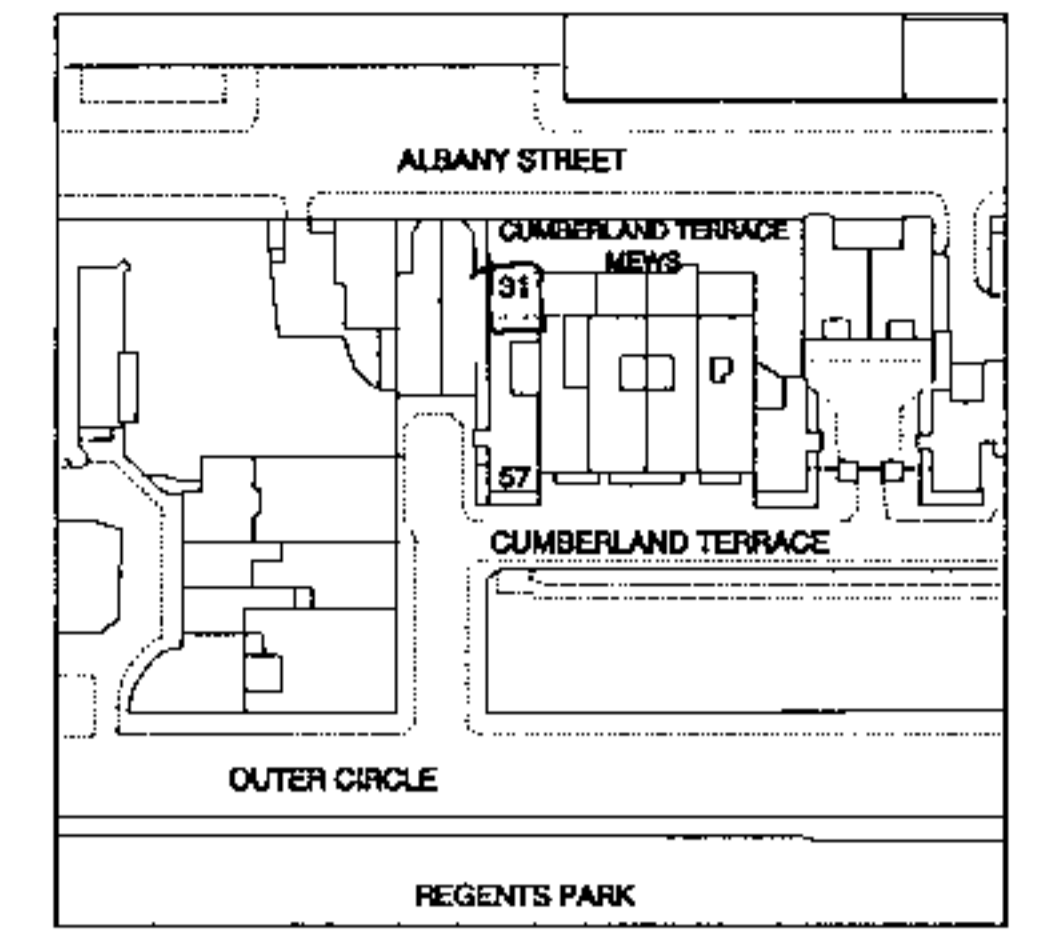 ALBANY STREET
CUMBERLAND TERRACE
MEWS
31
57
CUMBERLAND TERRACE
OUTER CIRCLE
REGENTS PARK